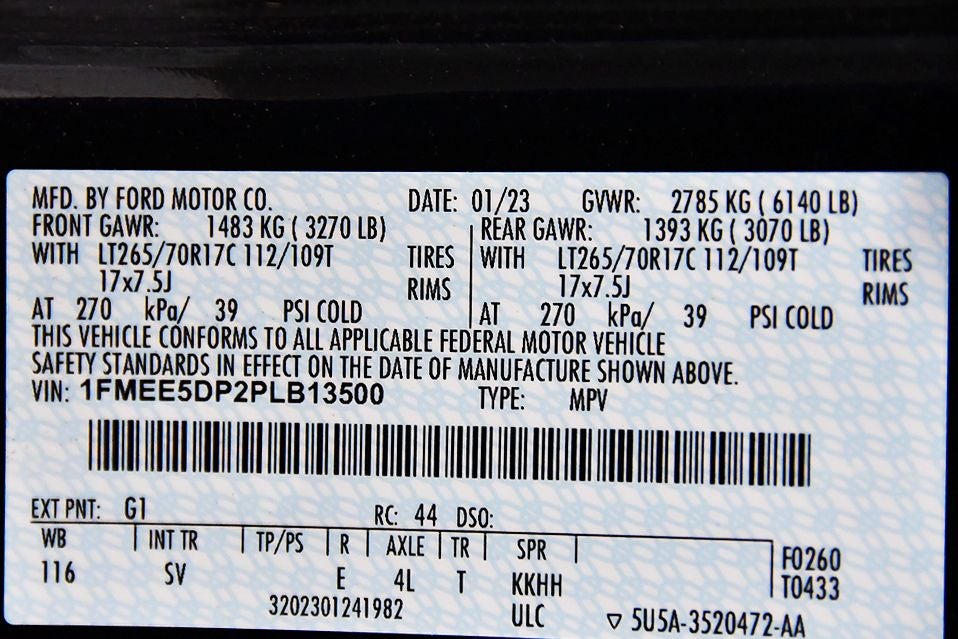 MFD. BY FORD MOTOR CO. DATE: 01/23 GVWR: 2785 KG ( 6140 LB)
FRONT GAWR: 1483 KG ( 3270 LB) REAR GAWR: 1393 KG ( 3070 LB)
WITH LT265/70R17C 112/109T TIRES WITH LT265/70R17C 112/109T TIRES
17x7.5J RIMS 17x7.5J RIMS
AT 270 kPa/ 39 PSI COLD AT 270 kPa/ 39 PSI COLD
THIS VEHICLE CONFORMS TO ALL APPLICABLE FEDERAL MOTOR VEHICLE
SAFETY STANDARDS IN EFFECT ON THE DATE OF MANUFACTURE SHOWN ABOVE.
VIN: 1FMEE5DP2PLB13500 TYPE: MPV
EXT PNT: G1 RC: 44 DSO:
WB INT TR TP/PS R AXLE TR SPR F0260
116 SV E 4L T KKHH T0433
3202301241982 ULC ▽ 5U5A-3520472-AA